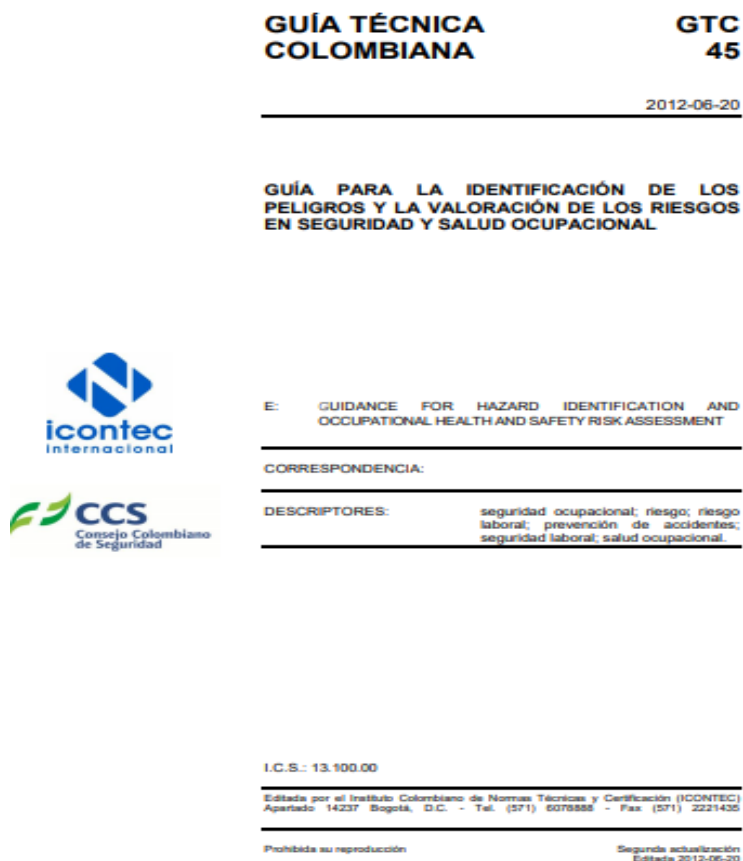 GUÍA TÉCNICA GTC
COLOMBIANA 45
2012-06-20
GUÍA PARA LA IDENTIFICACIÓN DE LOS
PELIGROS Y LA VALORACIÓN DE LOS RIESGOS
EN SEGURIDAD Y SALUD OCUPACIONAL
icontec
internacional
E: GUIDANCE FOR HAZARD IDENTIFICATION AND
OCCUPATIONAL HEALTH AND SAFETY RISK ASSESSMENT
CORRESPONDENCIA:
CCS
Consejo Colombiano
de Seguridad
DESCRIPTORES: seguridad ocupacional; riesgo; riesgo
laboral; prevención de accidentes;
seguridad laboral; salud ocupacional.
I.C.S.: 13.100.00
Editada por el Instituto Colombiano de Normas Técnicas y Certificación (ICONTEC)
Apartado 14237 Bogotá, D.C. - Tel. (571) 6078888 - Fax (571) 2221435
Prohibida su reproducción Segunda actualización
Editada 2012-06-20